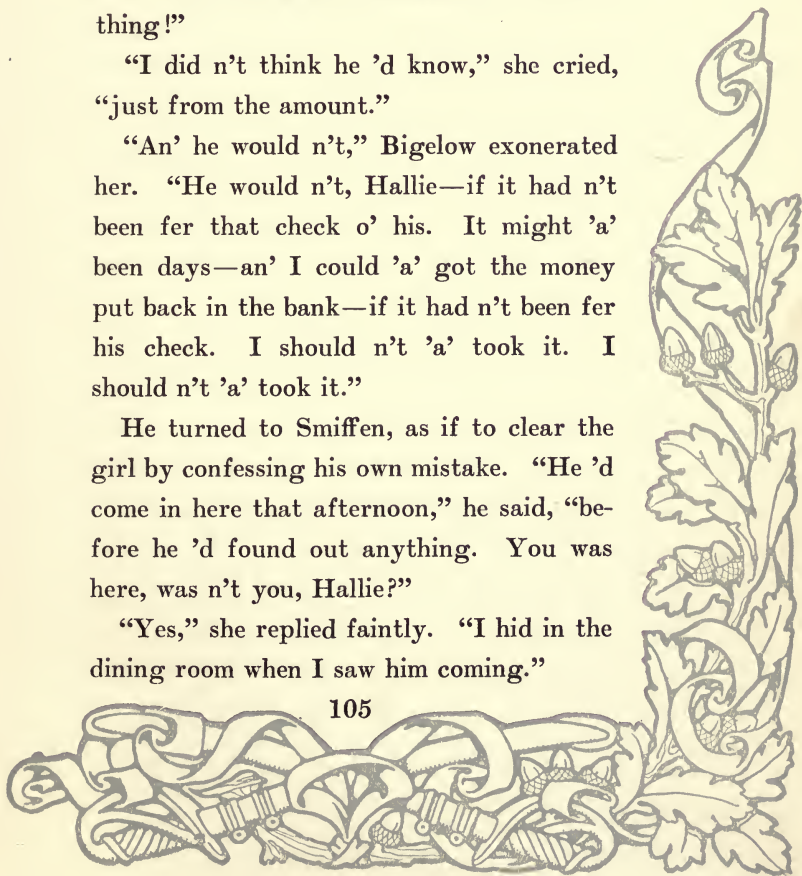 thing!”
“I did n’t think he ’d know,” she cried,
“just from the amount.”
“An’ he would n’t,” Bigelow exonerated
her. “He would n’t, Hallie—if it had n’t
been fer that check o’ his. It might ’a’
been days—an’ I could ’a’ got the money
put back in the bank—if it had n’t been fer
his check. I should n’t ’a’ took it. I
should n’t ’a’ took it.”
He turned to Smiffen, as if to clear the
girl by confessing his own mistake. “He ’d
come in here that afternoon,” he said, “be-
fore he ’d found out anything. You was
here, was n’t you, Hallie?”
“Yes,” she replied faintly. “I hid in the
dining room when I saw him coming.”
105